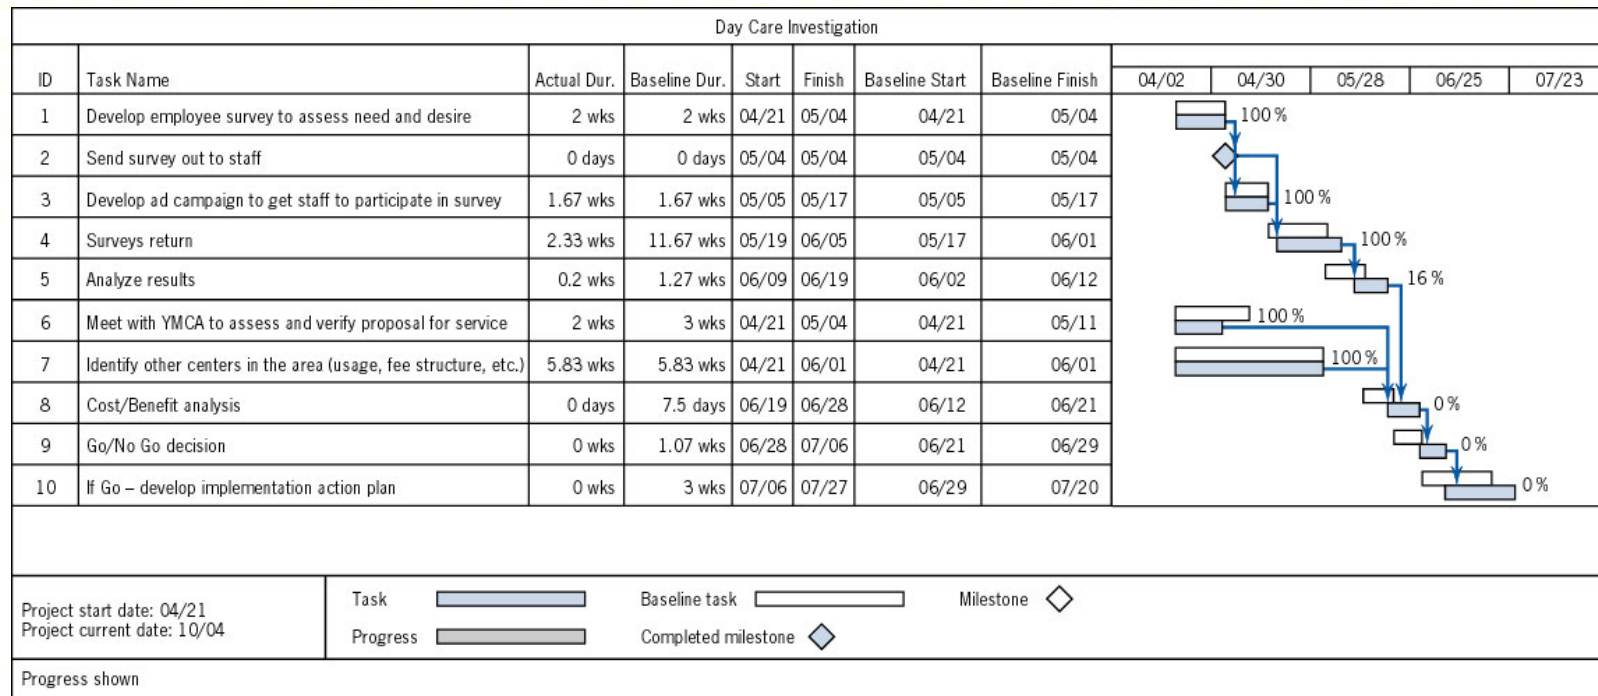 Day Care Investigation
ID Task Name Actual Dur. Baseline Dur. Start Finish Baseline Start Baseline Finish 04/02 04/30 05/28 06/25 07/23
1 Develop employee survey to assess need and desire 2 wks 2 wks 04/21 05/04 04/21 05/04 100 %
2 Send survey out to staff 0 days 0 days 05/04 05/04 05/04 05/04
3 Develop ad campaign to get staff to participate in survey 1.67 wks 1.67 wks 05/05 05/17 05/05 05/17 100 %
4 Surveys return 2.33 wks 11.67 wks 05/19 06/05 05/17 06/01 100 %
5 Analyze results 0.2 wks 1.27 wks 06/09 06/19 06/02 06/12 16 %
6 Meet with YMCA to assess and verify proposal for service 2 wks 3 wks 04/21 05/04 04/21 05/11 100 %
7 Identify other centers in the area (usage, fee structure, etc.) 5.83 wks 5.83 wks 04/21 06/01 04/21 06/01 100 %
8 Cost/Benefit analysis 0 days 7.5 days 06/19 06/28 06/12 06/21 0 %
9 Go/No Go decision 0 wks 1.07 wks 06/28 07/06 06/21 06/29 0 %
10 If Go – develop implementation action plan 0 wks 3 wks 07/06 07/27 06/29 07/20 0 %
Project start date: 04/21
Project current date: 10/04
Task Baseline task Milestone
Progress Completed milestone
Progress shown